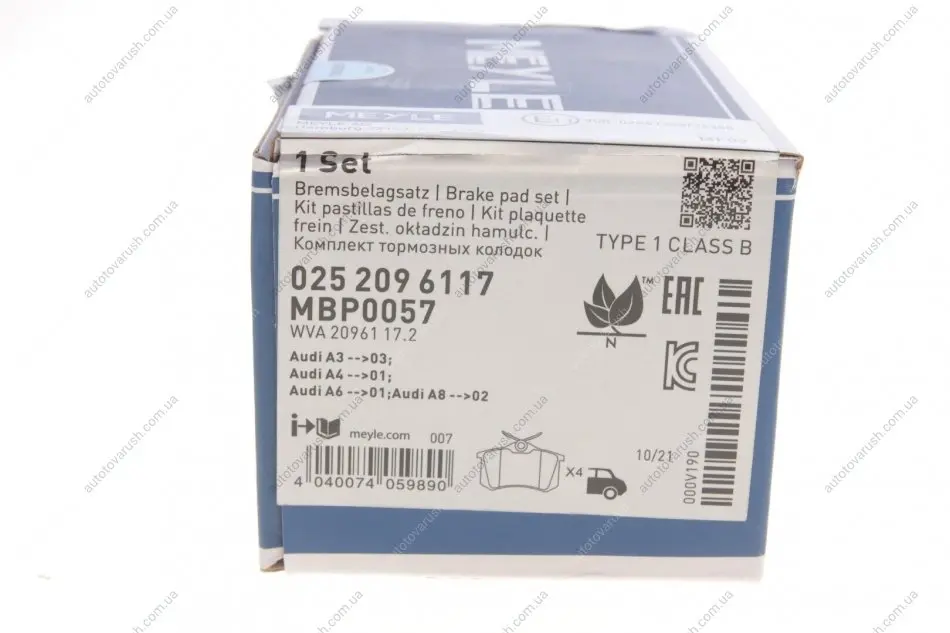 MEYLE
MEYLE
1 Set
Bremsbelagsatz | Brake pad set |
Kit pastillas de freno | Kit plaquette
frein | Zest. okładzin hamulc. |
Комплект тормозных колодок
TYPE 1 CLASS B
025 209 6117
MBP0057
WVA 20961 17.2
TM
EAC
N
Audi A3 -->03;
Audi A4 -->01;
Audi A6 -->01;Audi A8 -->02
meyle.com 007
X4
10/21
000V190
4 040074 059890
autotovarush.com.ua